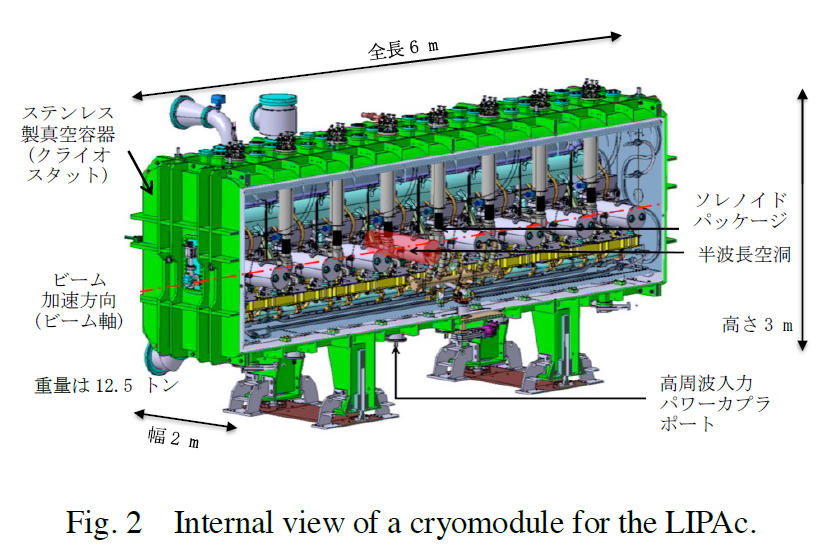 全長 6 m
ステンレス
製真空容器
(クライオ
スタット)
ソレノイド
パッケージ
半波長空洞
ビーム
加速方向
(ビーム軸)
高さ 3 m
重量は 12.5 トン
高周波入力
パワーカプラ
ポート
幅 2 m
Fig. 2 Internal view of a cryomodule for the LIPAc.